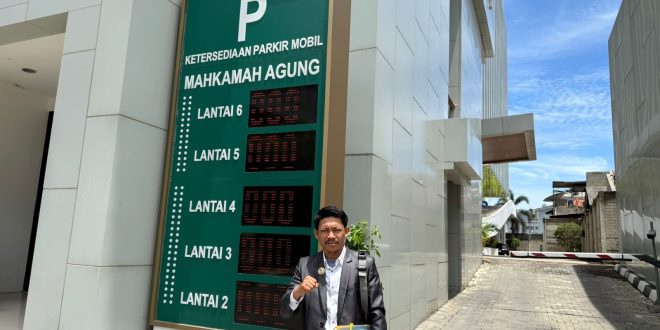 P
KETERSEDIAAN PARKIR MOBIL
MAHKAMAH AGUNG
LANTAI 6
LANTAI 5
LANTAI 4
LANTAI 3
LANTAI 2